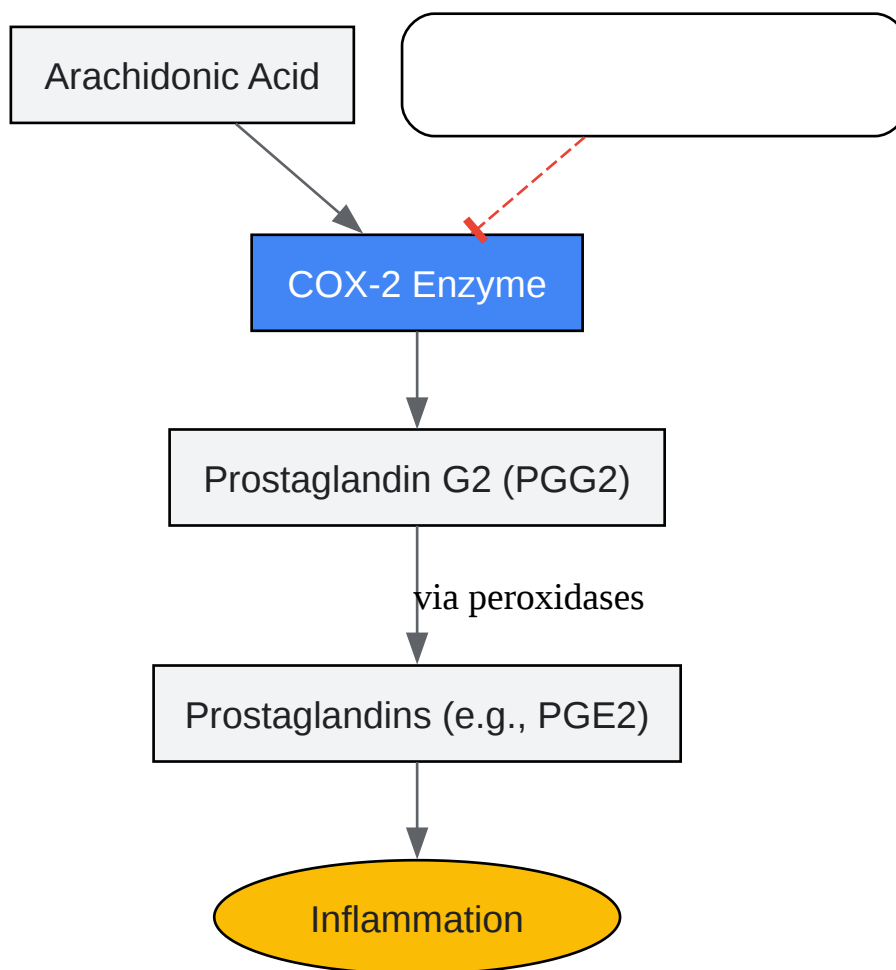 Arachidonic Acid
COX-2 Enzyme
Prostaglandin G2 (PGG2)
via peroxidases
Prostaglandins (e.g., PGE2)
Inflammation